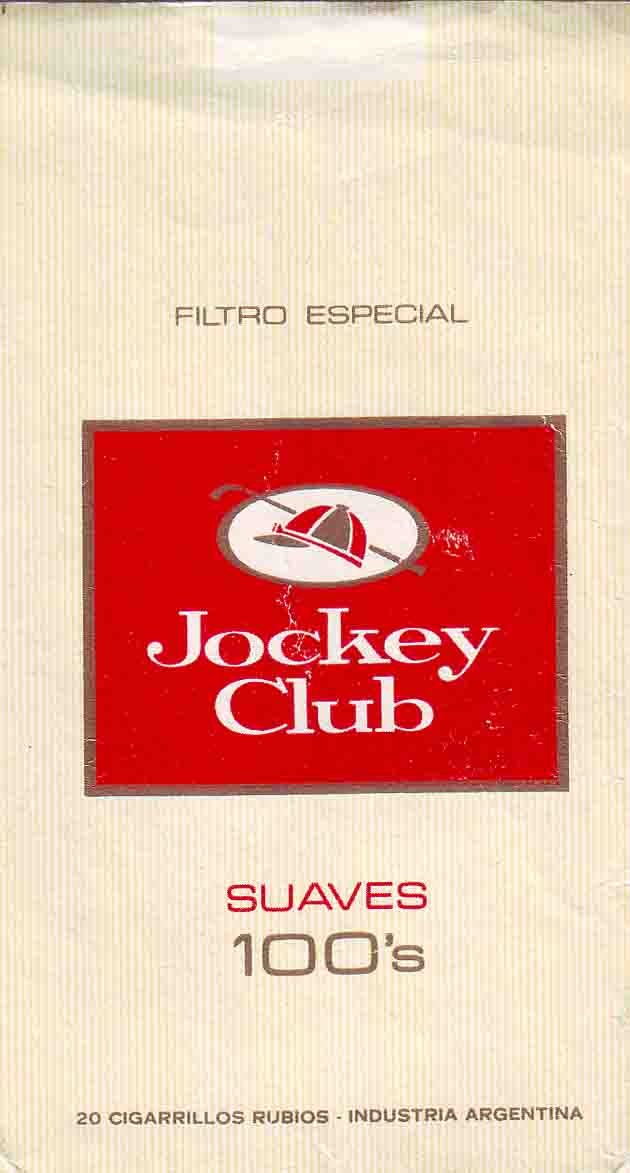 FILTRO ESPECIAL
Jockey
Club
SUAVES
100's
20 CIGARRILLOS RUBIOS - INDUSTRIA ARGENTINA